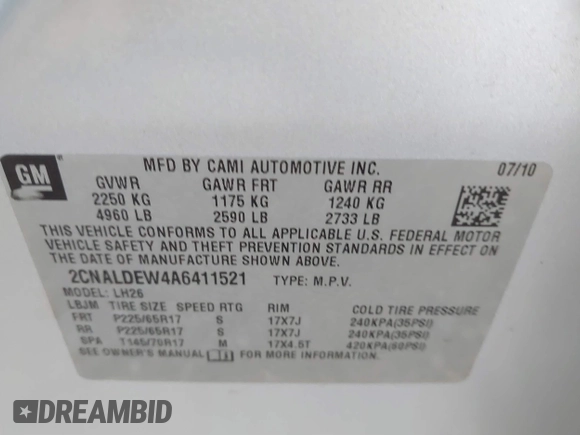 GM
MFD BY CAMI AUTOMOTIVE INC. 07/10
GVWR GAWR FRT GAWR RR
2250 KG 1175 KG 1240 KG
4960 LB 2590 LB 2733 LB
THIS VEHICLE CONFORMS TO ALL APPLICABLE U.S. FEDERAL MOTOR
VEHICLE SAFETY AND THEFT PREVENTION STANDARDS IN EFFECT ON
THE DATE OF MANUFACTURE SHOWN ABOVE.
2CNALDEW4A6411521 TYPE: M.P.V.
MODEL: LH26
LBJM TIRE SIZE SPEED RTG RIM COLD TIRE PRESSURE
FRT P225/65R17 S 17X7J 240KPA(35PSI)
RR P225/65R17 S 17X7J 240KPA(35PSI)
SPA T145/70R17 M 17X4.5T 420KPA(60PSI)
SEE OWNER'S MANUAL FOR MORE INFORMATION.
DREAMBID